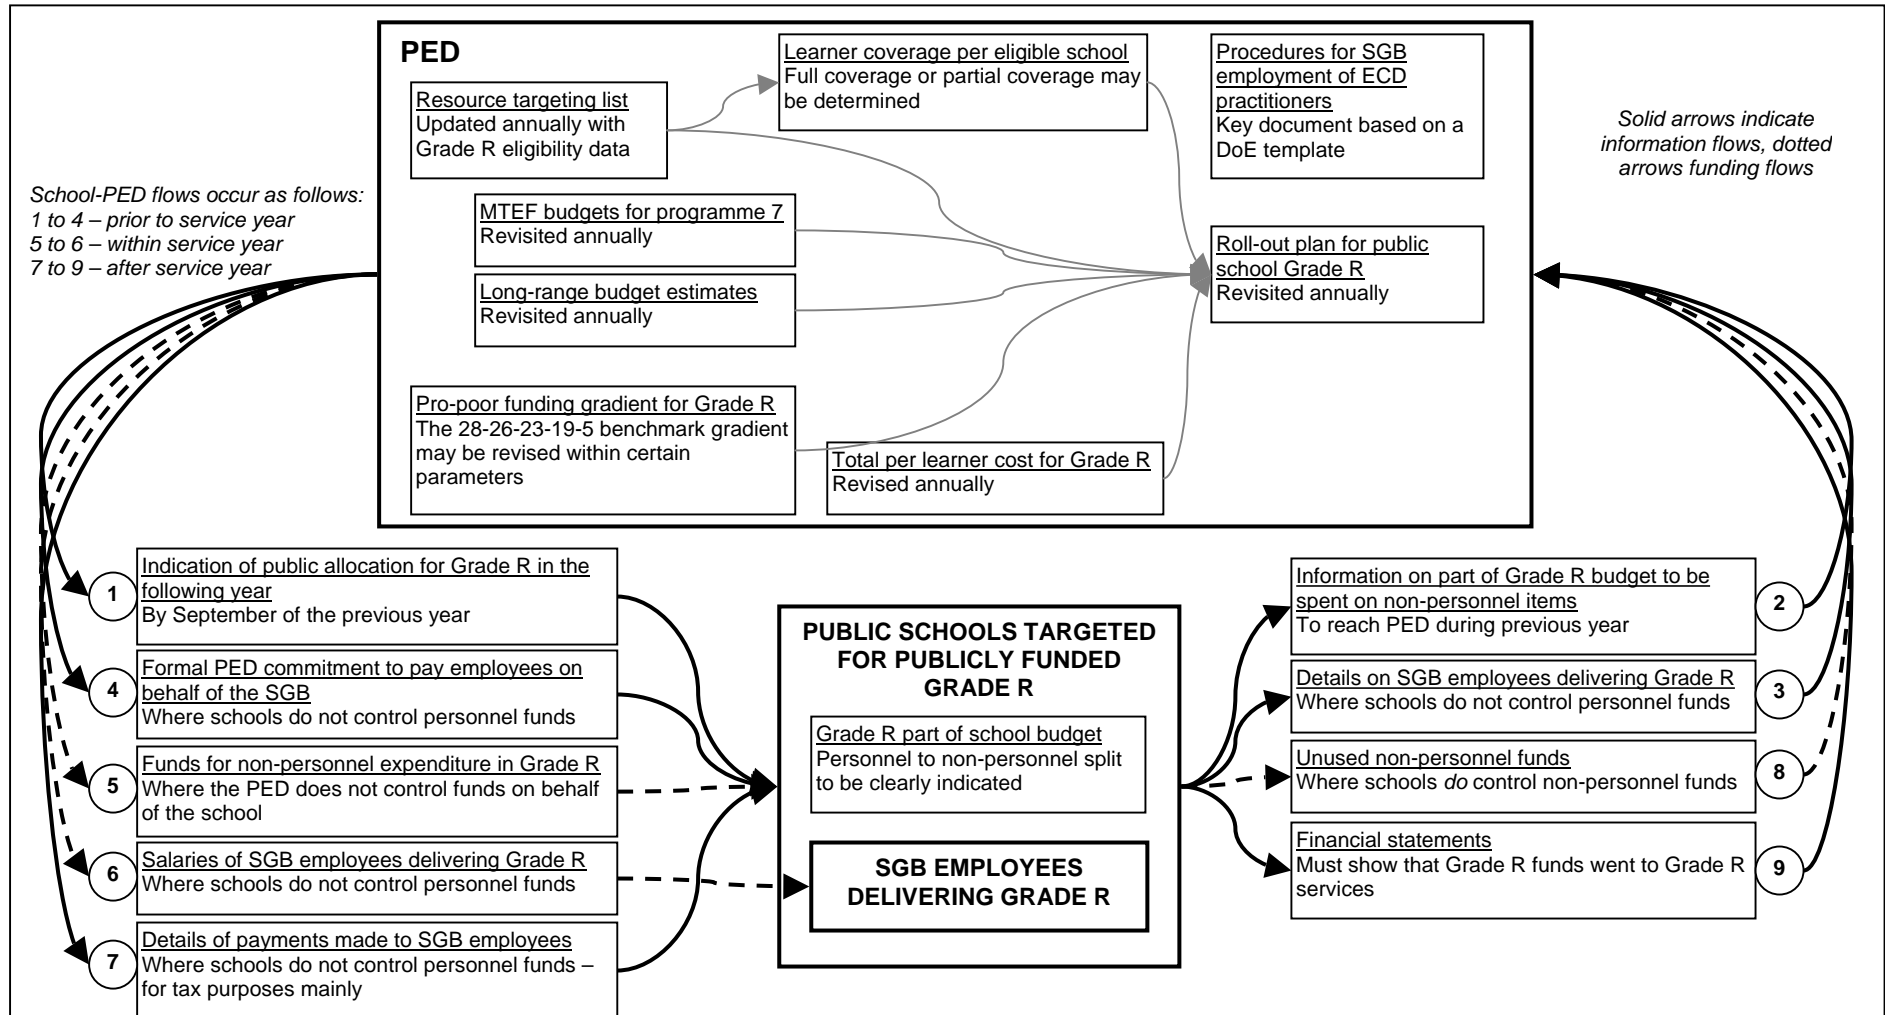 PED
Resource targeting list
Updated annually with
Grade R eligibility data
Learner coverage per eligible school
Full coverage or partial coverage may
be determined
Procedures for SGB
employment of ECD
practitioners
Key document based on a
DoE template
Solid arrows indicate
information flows, dotted
arrows funding flows
School-PED flows occur as follows:
1 to 4 – prior to service year
5 to 6 – within service year
7 to 9 – after service year
MTEF budgets for programme 7
Revisited annually
Long-range budget estimates
Revisited annually
Roll-out plan for public
school Grade R
Revisited annually
Pro-poor funding gradient for Grade R
The 28-26-23-19-5 benchmark gradient
may be revised within certain
parameters
Total per learner cost for Grade R
Revised annually
1
Indication of public allocation for Grade R in the
following year
By September of the previous year
4
Formal PED commitment to pay employees on
behalf of the SGB
Where schools do not control personnel funds
5
Funds for non-personnel expenditure in Grade R
Where the PED does not control funds on behalf
of the school
6
Salaries of SGB employees delivering Grade R
Where schools do not control personnel funds
7
Details of payments made to SGB employees
Where schools do not control personnel funds –
for tax purposes mainly
PUBLIC SCHOOLS TARGETED
FOR PUBLICLY FUNDED
GRADE R
Grade R part of school budget
Personnel to non-personnel split
to be clearly indicated
SGB EMPLOYEES
DELIVERING GRADE R
Information on part of Grade R budget to be
spent on non-personnel items
To reach PED during previous year
2
Details on SGB employees delivering Grade R
Where schools do not control personnel funds
3
Unused non-personnel funds
Where schools do control non-personnel funds
8
Financial statements
Must show that Grade R funds went to Grade R
services
9